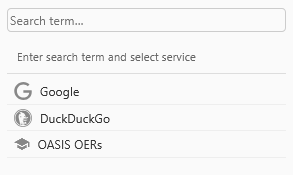 Search term...
Enter search term and select service
Google
DuckDuckGo
OASIS OERs